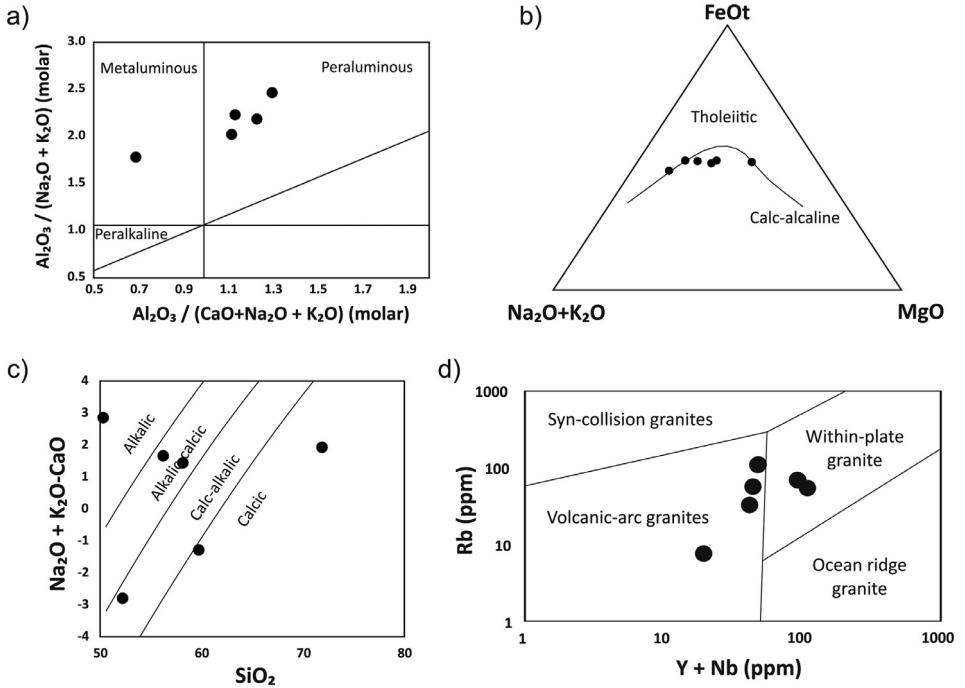 a)
3.0
2.5
2.0
1.5
1.0
0.5
Al₂O₃ / (Na₂O + K₂O) (molar)
Metaluminous
Peraluminous
Peralkaline
0.5 0.7 0.9 1.1 1.3 1.5 1.7 1.9
Al₂O₃ / (CaO+Na₂O + K₂O) (molar)
b)
FeOt
Tholeiitic
Calc-alcaline
Na₂O+K₂O
MgO
c)
4
3
2
1
0
-1
-2
-3
-4
Na₂O + K₂O-CaO
Alkalic
Alkalic-calcic
Calc-alkalic
Calcic
50 60 70 80
SiO₂
d)
1000
100
10
1
Rb (ppm)
Syn-collision granites
Within-plate
granite
Volcanic-arc granites
Ocean ridge
granite
1 10 100 1000
Y + Nb (ppm)